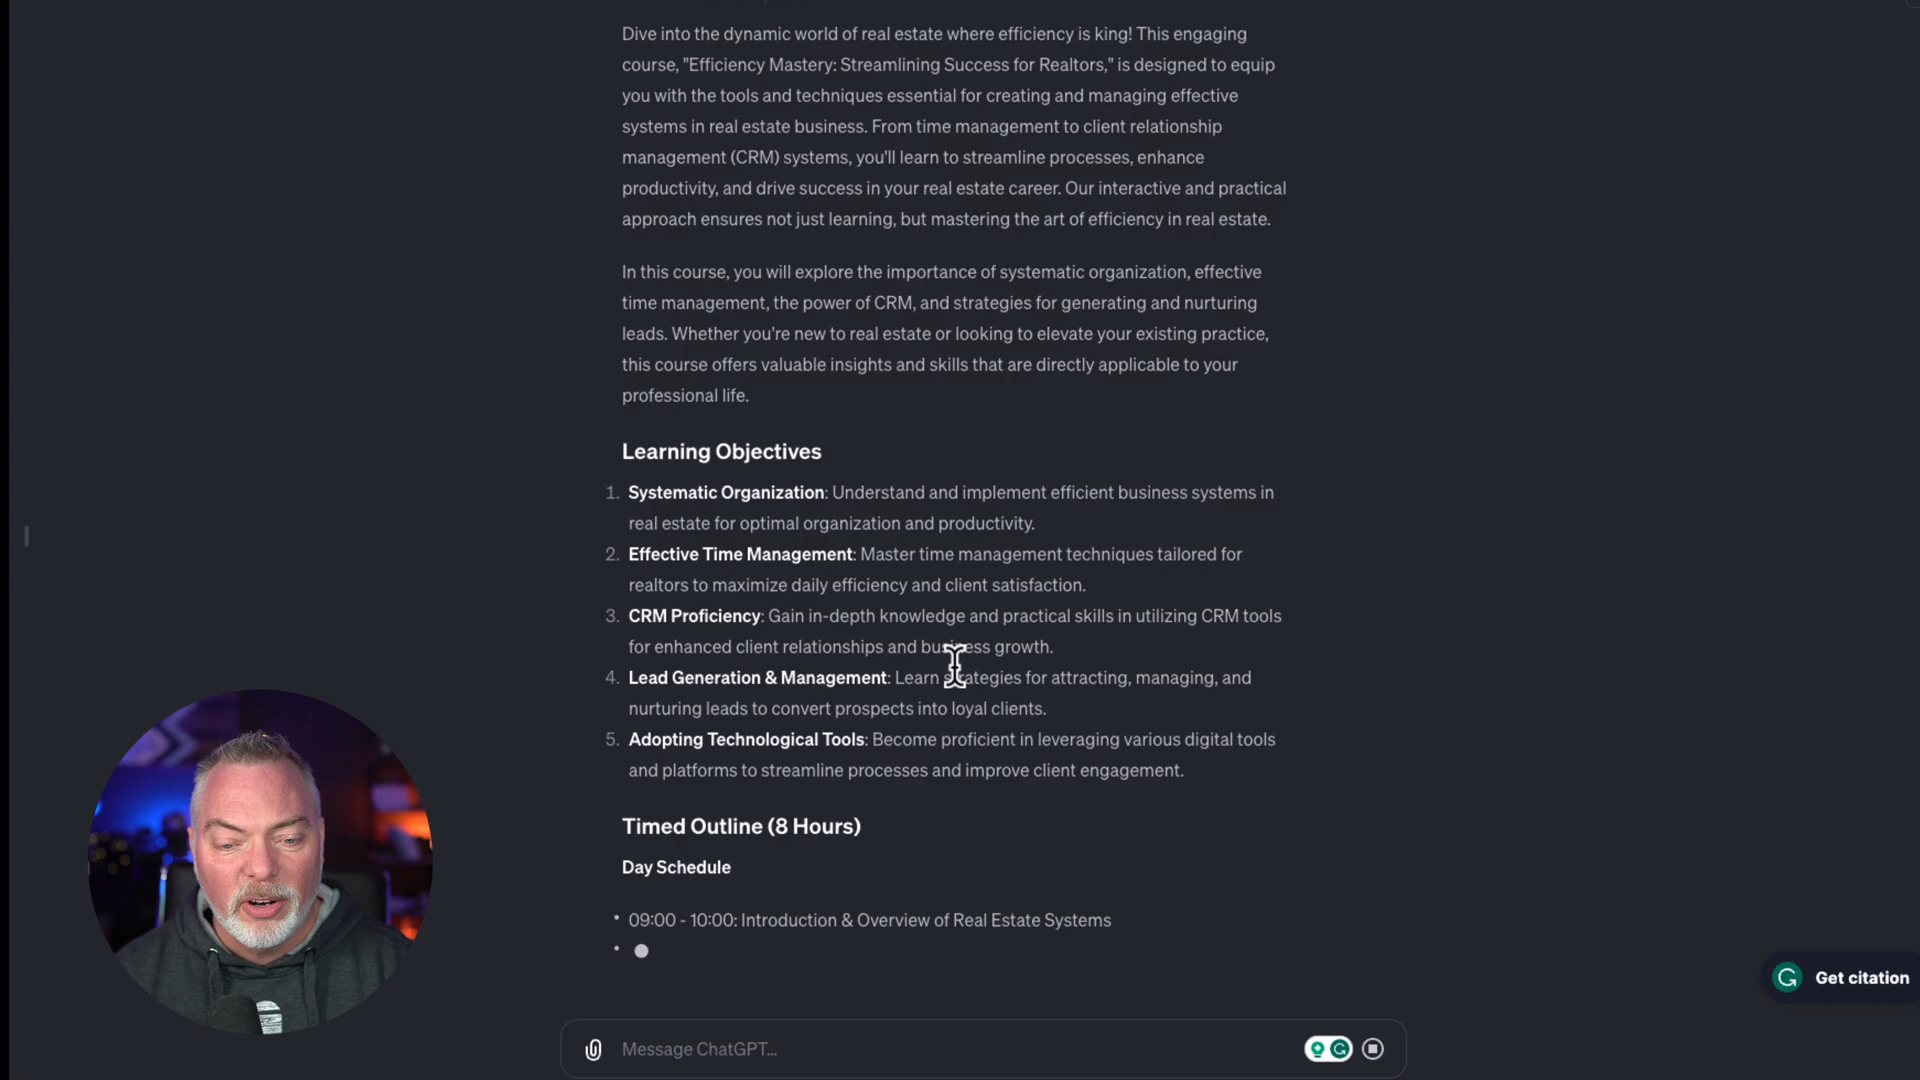 Dive into the dynamic world of real estate where efficiency is king! This engaging
course, "Efficiency Mastery: Streamlining Success for Realtors," is designed to equip
you with the tools and techniques essential for creating and managing effective
systems in real estate business. From time management to client relationship
management (CRM) systems, you'll learn to streamline processes, enhance
productivity, and drive success in your real estate career. Our interactive and practical
approach ensures not just learning, but mastering the art of efficiency in real estate.
In this course, you will explore the importance of systematic organization, effective
time management, the power of CRM, and strategies for generating and nurturing
leads. Whether you're new to real estate or looking to elevate your existing practice,
this course offers valuable insights and skills that are directly applicable to your
professional life.
Learning Objectives
1. Systematic Organization: Understand and implement efficient business systems in
real estate for optimal organization and productivity.
2. Effective Time Management: Master time management techniques tailored for
realtors to maximize daily efficiency and client satisfaction.
3. CRM Proficiency: Gain in-depth knowledge and practical skills in utilizing CRM tools
for enhanced client relationships and business growth.
4. Lead Generation & Management: Learn strategies for attracting, managing, and
nurturing leads to convert prospects into loyal clients.
5. Adopting Technological Tools: Become proficient in leveraging various digital tools
and platforms to streamline processes and improve client engagement.
Timed Outline (8 Hours)
Day Schedule
• 09:00 - 10:00: Introduction & Overview of Real Estate Systems
•
Get citation
Message ChatGPT...